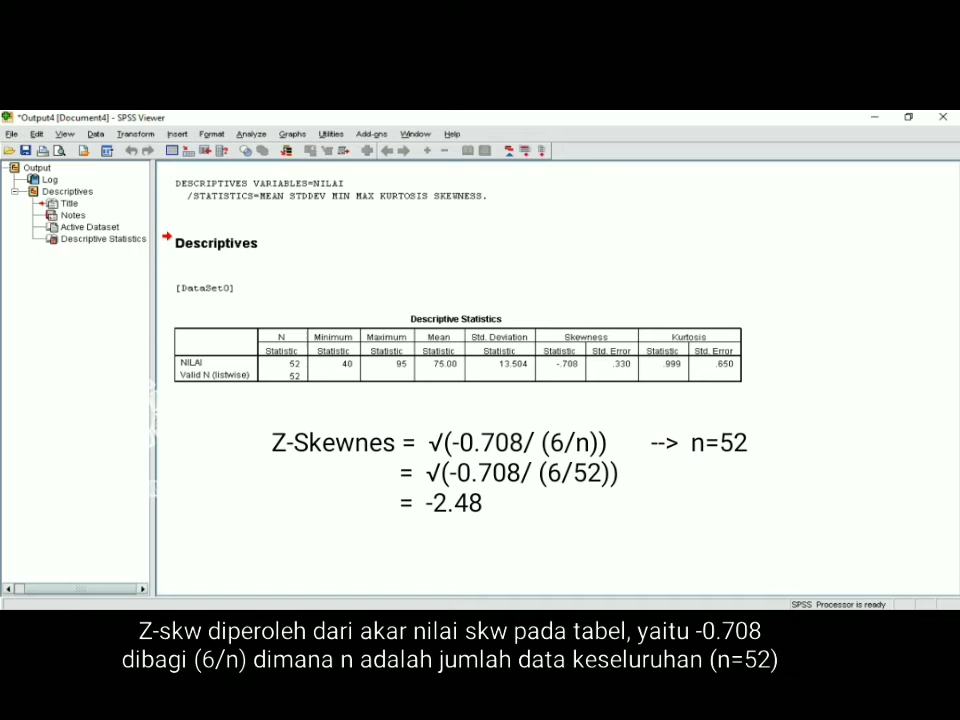 *Output4 [Document4] - SPSS Viewer
File Edit View Data Transform Insert Format Analyze Graphs Utilities Add-ons Window Help
Output
Log
Descriptives
Title
Notes
Active Dataset
Descriptive Statistics
DESCRIPTIVES VARIABLES=NILAI
/STATISTICS=MEAN STDDEV MIN MAX KURTOSIS SKEWNESS.
Descriptives
[DataSet0]
Descriptive Statistics
N Minimum Maximum Mean Std. Deviation Skewness Kurtosis
Statistic Statistic Statistic Statistic Statistic Statistic Std. Error Statistic Std. Error
NILAI 52 40 95 75.00 13.504 -.708 .330 .999 .650
Valid N (listwise) 52
Z-Skewnes = √(-0.708/ (6/n)) --> n=52
= √(-0.708/ (6/52))
= -2.48
SPSS Processor is ready
Z-skw diperoleh dari akar nilai skw pada tabel, yaitu -0.708
dibagi (6/n) dimana n adalah jumlah data keseluruhan (n=52)